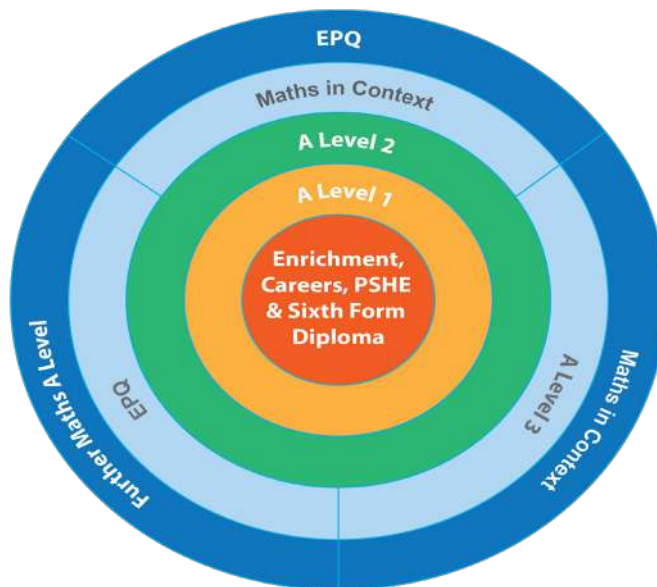 EPQ
Maths in Context
A Level 2
A Level 1
Enrichment,
Careers, PSHE
& Sixth Form
Diploma
Further Maths A Level
EPQ
A Level 3
Maths in Context